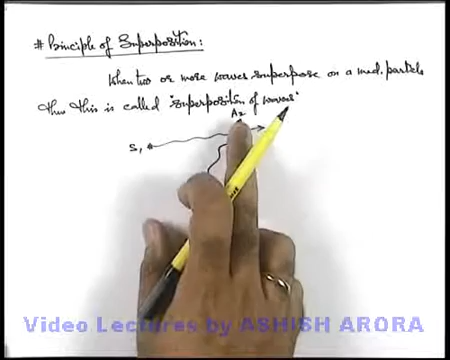 # Principle of Superposition:
When two or more waves superpose on a med. particle
then this is called "superposition of waves"
A2
S1
Video Lectures by ASHISH ARORA